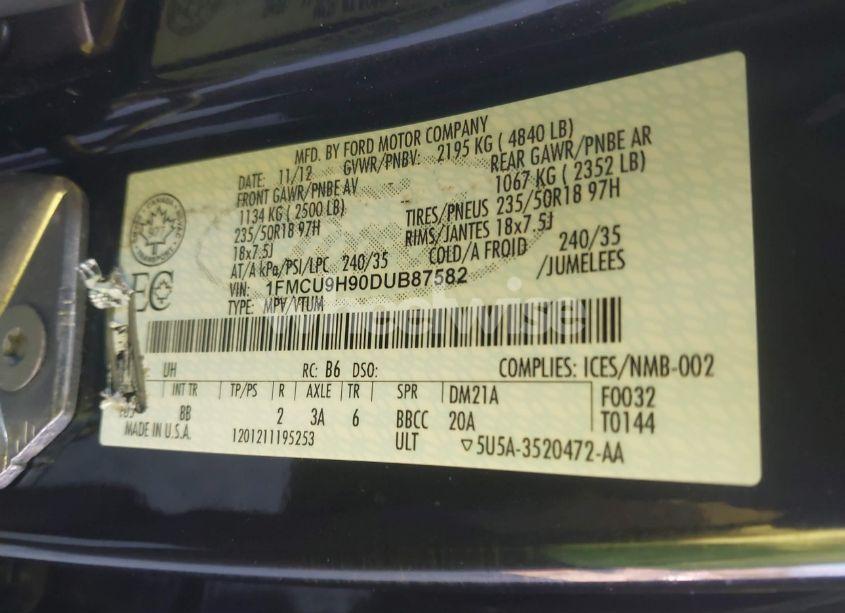 MFD. BY FORD MOTOR COMPANY
DATE: 11/12 GVWR/PNBV: 2195 KG ( 4840 LB)
FRONT GAWR/PNBE AV REAR GAWR/PNBE AR
1134 KG ( 2500 LB) 1067 KG ( 2352 LB)
235/50R18 97H TIRES/PNEUS 235/50R18 97H
18x7.5J RIMS/JANTES 18x7.5J
AT/A kPa/PSI/LPC 240/35 COLD/A FROID 240/35
VIN: 1FMCU9H90DUB87582 /JUMELEES
TYPE: MPV/VTUM
EC
wheelwise
UH RC: B6 DSO: COMPLIES: ICES/NMB-002
INT TR TP/PS R AXLE TR SPR DM21A F0032
BB 2 3A 6 BBCC 20A T0144
MADE IN U.S.A. 1201211195253 ULT ▽5U5A-3520472-AA